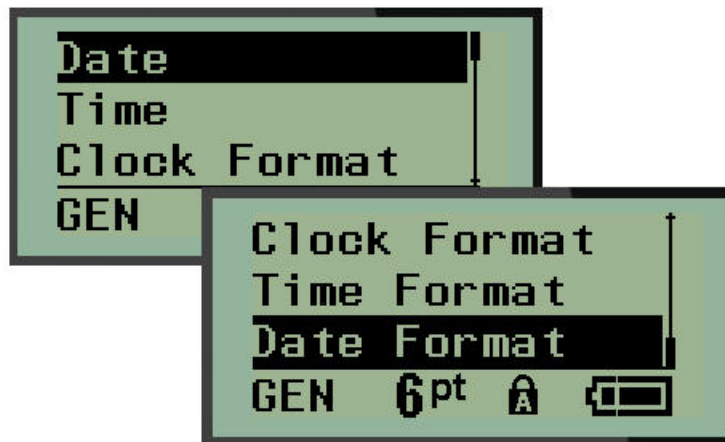 Date
Time
Clock Format
GEN
Clock Format
Time Format
Date Format
GEN 6pt A